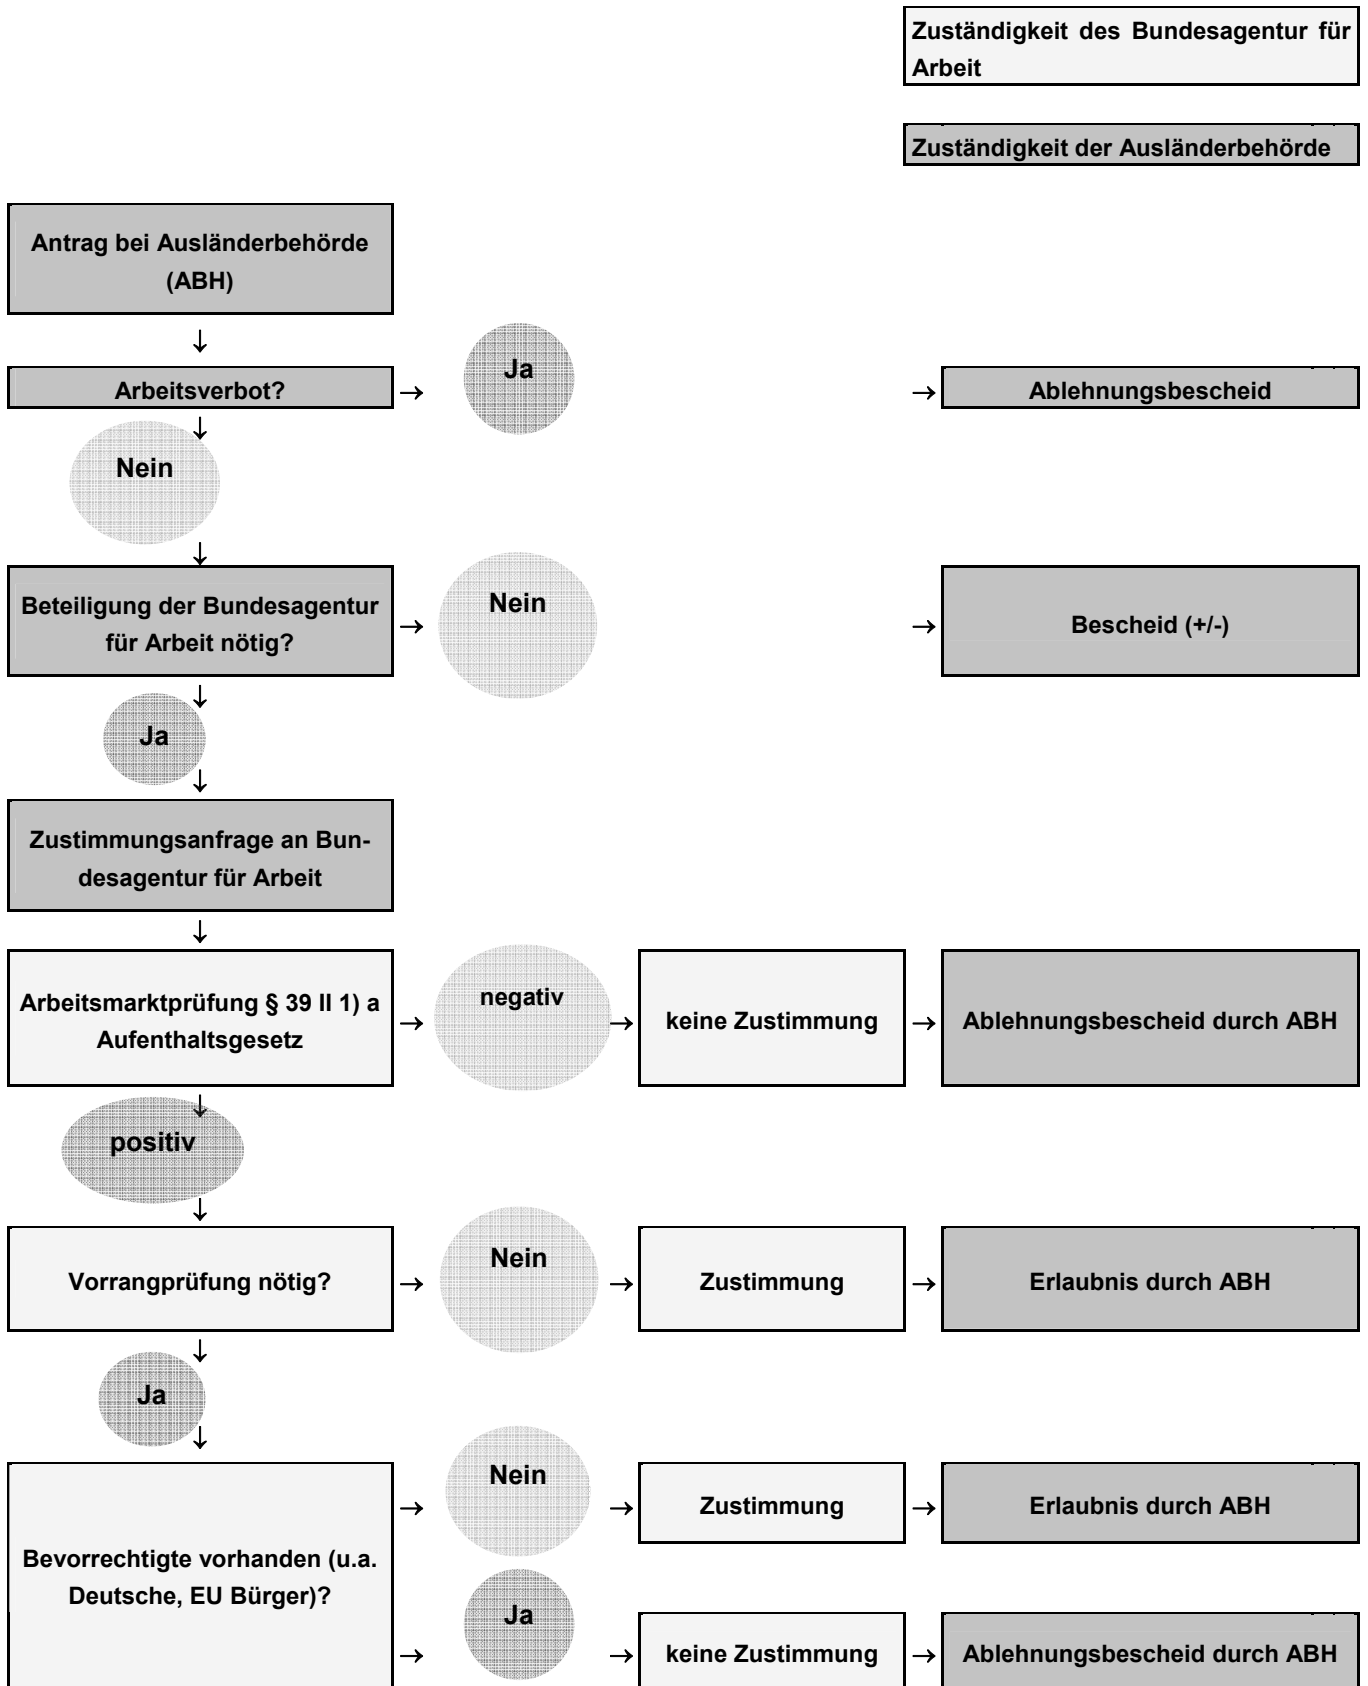 Zuständigkeit des Bundesagentur für
Arbeit
Zuständigkeit der Ausländerbehörde
Antrag bei Ausländerbehörde
(ABH)
↓
Arbeitsverbot? → Ja → Ablehnungsbescheid
↓
Nein
↓
Beteiligung der Bundesagentur
für Arbeit nötig?
→ Nein → Bescheid (+/-)
↓
Ja
↓
Zustimmungsanfrage an Bun-
desagentur für Arbeit
↓
Arbeitsmarktprüfung § 39 II 1) a
Aufenthaltsgesetz
→ negativ → keine Zustimmung → Ablehnungsbescheid durch ABH
↓
positiv
↓
Vorrangprüfung nötig? → Nein → Zustimmung → Erlaubnis durch ABH
↓
Ja
↓
Bevorrechtigte vorhanden (u.a.
Deutsche, EU Bürger)?
→ Nein → Zustimmung → Erlaubnis durch ABH
→ Ja → keine Zustimmung → Ablehnungsbescheid durch ABH